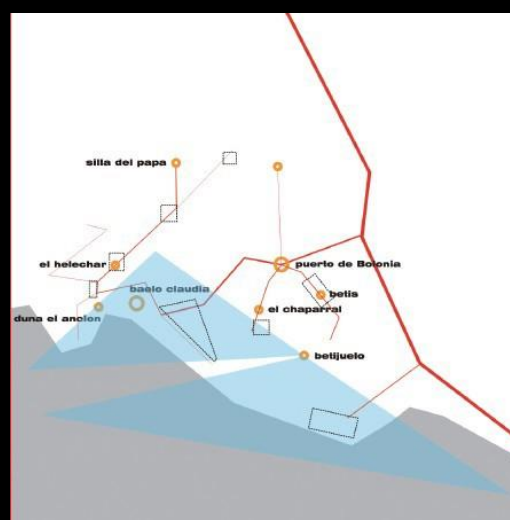 silla del papa
el helechar
puerto de Bolonia
baelo claudia
betis
duna el anclon
el chaparral
betijuelo